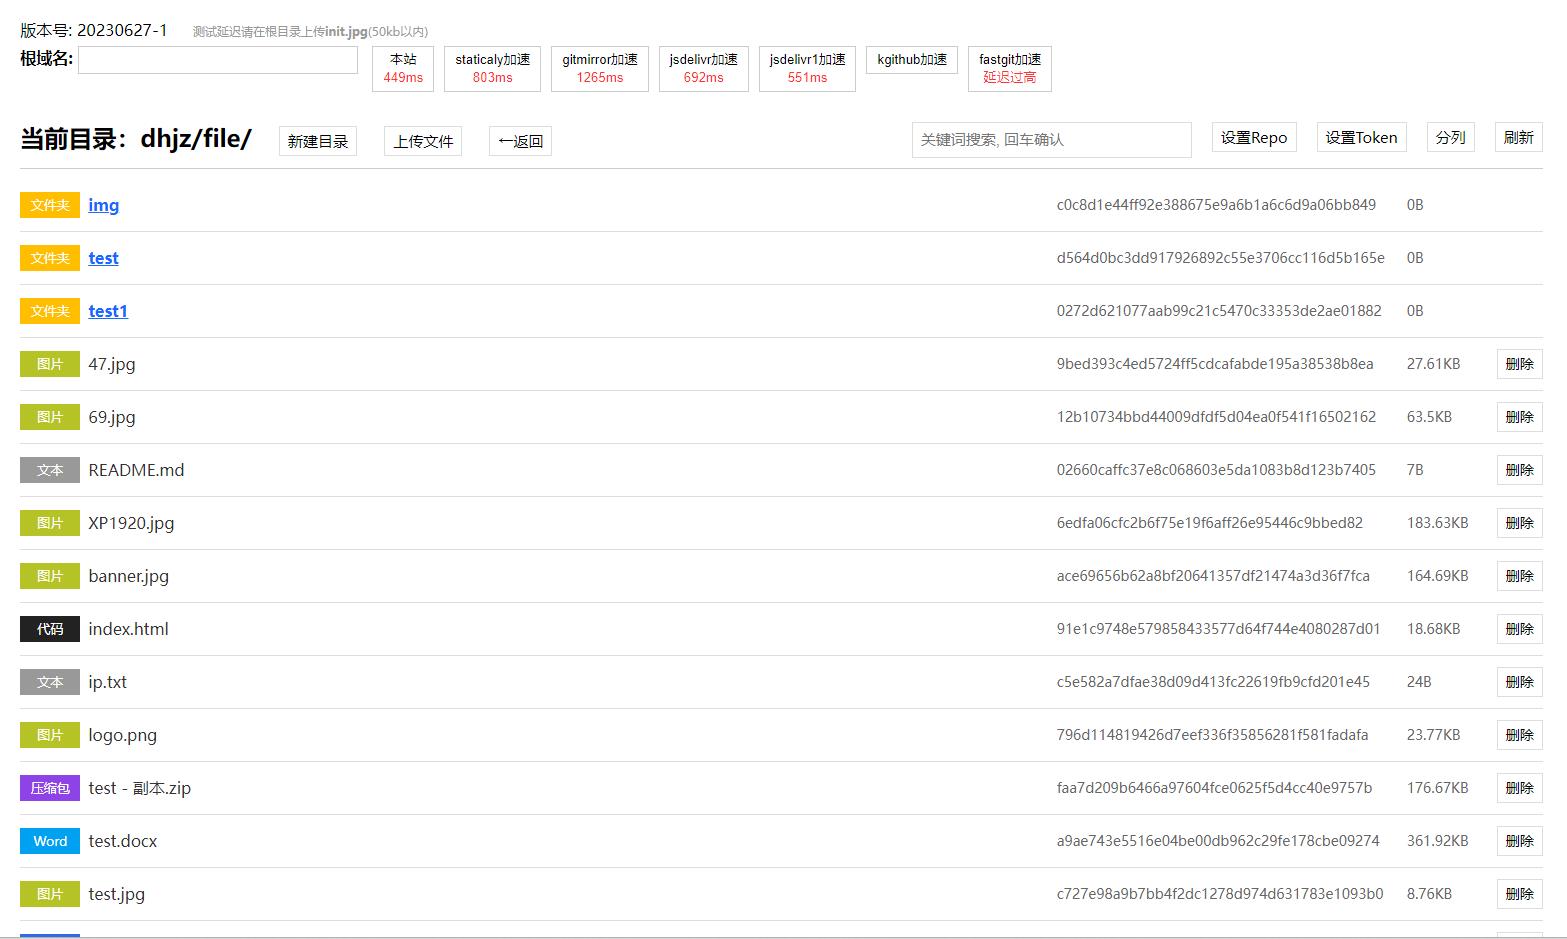 版本号: 20230627-1 测试延迟请在根目录上传init.jpg(50kb以内)
根域名: 本站 staticaly加速 gitmirror加速 jsdelivr加速 jsdelivr1加速 kgithub加速 fastgit加速
449ms 803ms 1265ms 692ms 551ms 延迟过高
当前目录：dhjz/file/ 新建目录 上传文件 ←返回 关键词搜索, 回车确认 设置Repo 设置Token 分列 刷新
文件夹 img c0c8d1e44ff92e388675e9a6b1a6c6d9a06bb849 0B
文件夹 test d564d0bc3dd917926892c55e3706cc116d5b165e 0B
文件夹 test1 0272d621077aab99c21c5470c33353de2ae01882 0B
图片 47.jpg 9bed393c4ed5724ff5cdcafabde195a38538b8ea 27.61KB 删除
图片 69.jpg 12b10734bbd44009dfdf5d04ea0f541f16502162 63.5KB 删除
文本 README.md 02660caffc37e8c068603e5da1083b8d123b7405 7B 删除
图片 XP1920.jpg 6edfa06cfc2b6f75e19f6aff26e95446c9bbed82 183.63KB 删除
图片 banner.jpg ace69656b62a8bf20641357df21474a3d36f7fca 164.69KB 删除
代码 index.html 91e1c9748e579858433577d64f744e4080287d01 18.68KB 删除
文本 ip.txt c5e582a7dfae38d09d413fc22619fb9cfd201e45 24B 删除
图片 logo.png 796d114819426d7eef336f35856281f581fadafa 23.77KB 删除
压缩包 test - 副本.zip faa7d209b6466a97604fce0625f5d4cc40e9757b 176.67KB 删除
Word test.docx a9ae743e5516e04be00db962c29fe178cbe09274 361.92KB 删除
图片 test.jpg c727e98a9b7bb4f2dc1278d974d631783e1093b0 8.76KB 删除